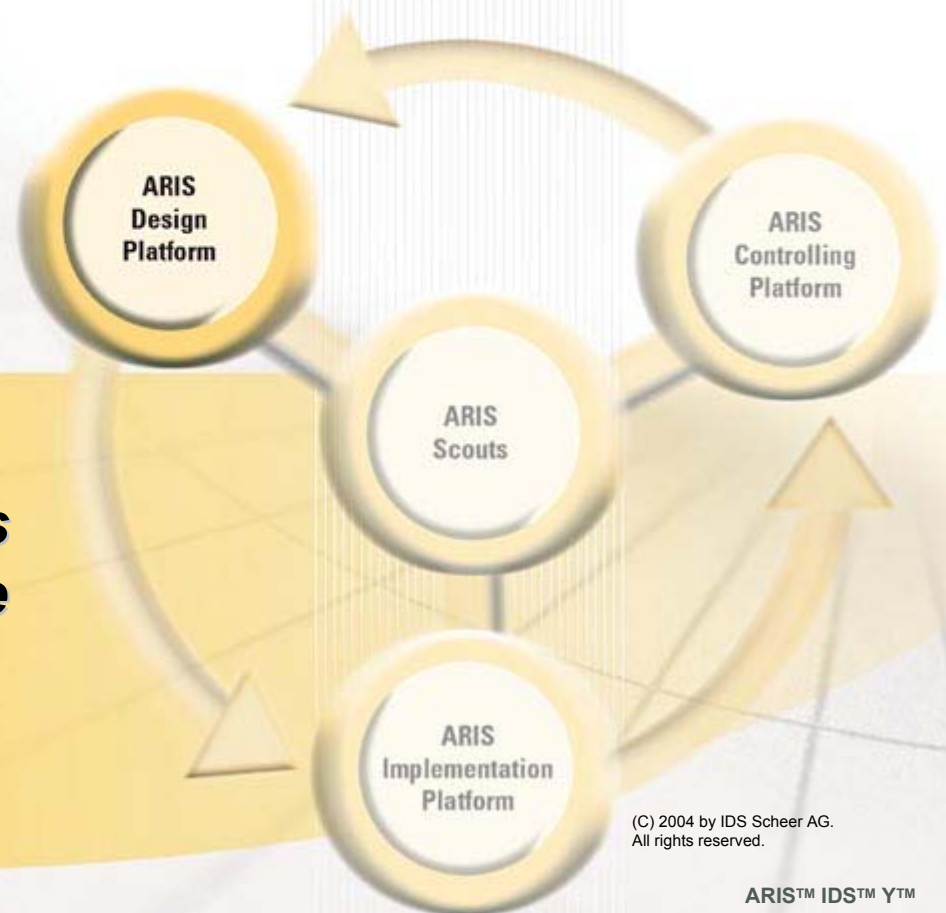 ARIS
Design
Platform
ARIS
Controlling
Platform
ARIS
Scouts
s
e
ARIS
Implementation
Platform
(C) 2004 by IDS Scheer AG.
All rights reserved.
ARIS™ IDS™ Y™